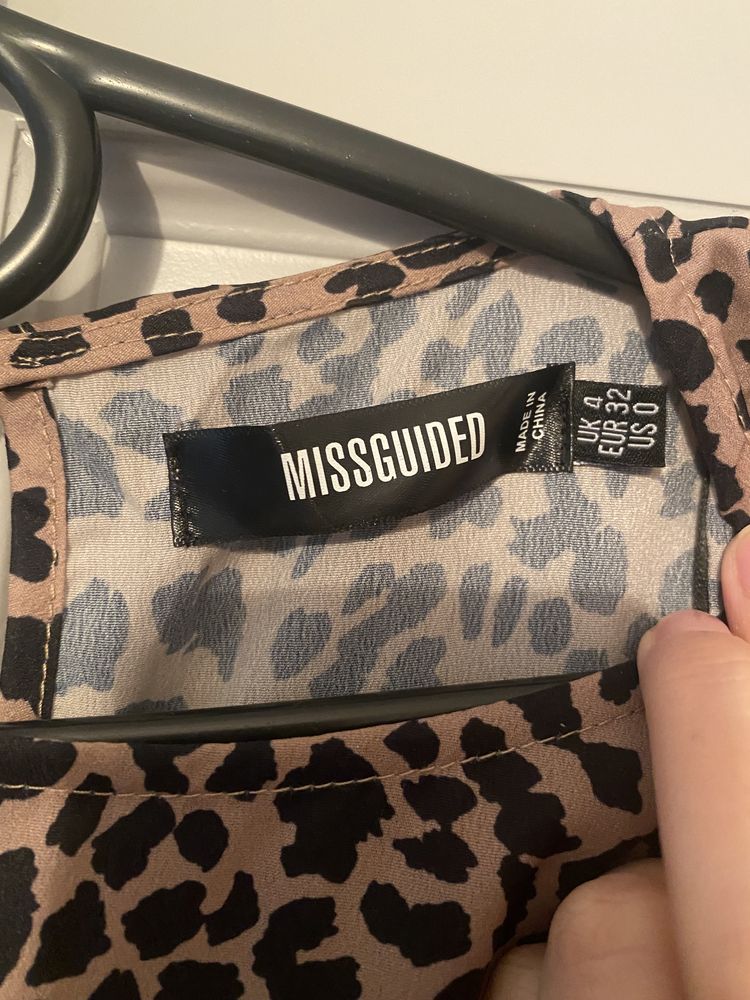 MISSGUIDED
MADE IN
CHINA
UK 4
EUR 32
US 0